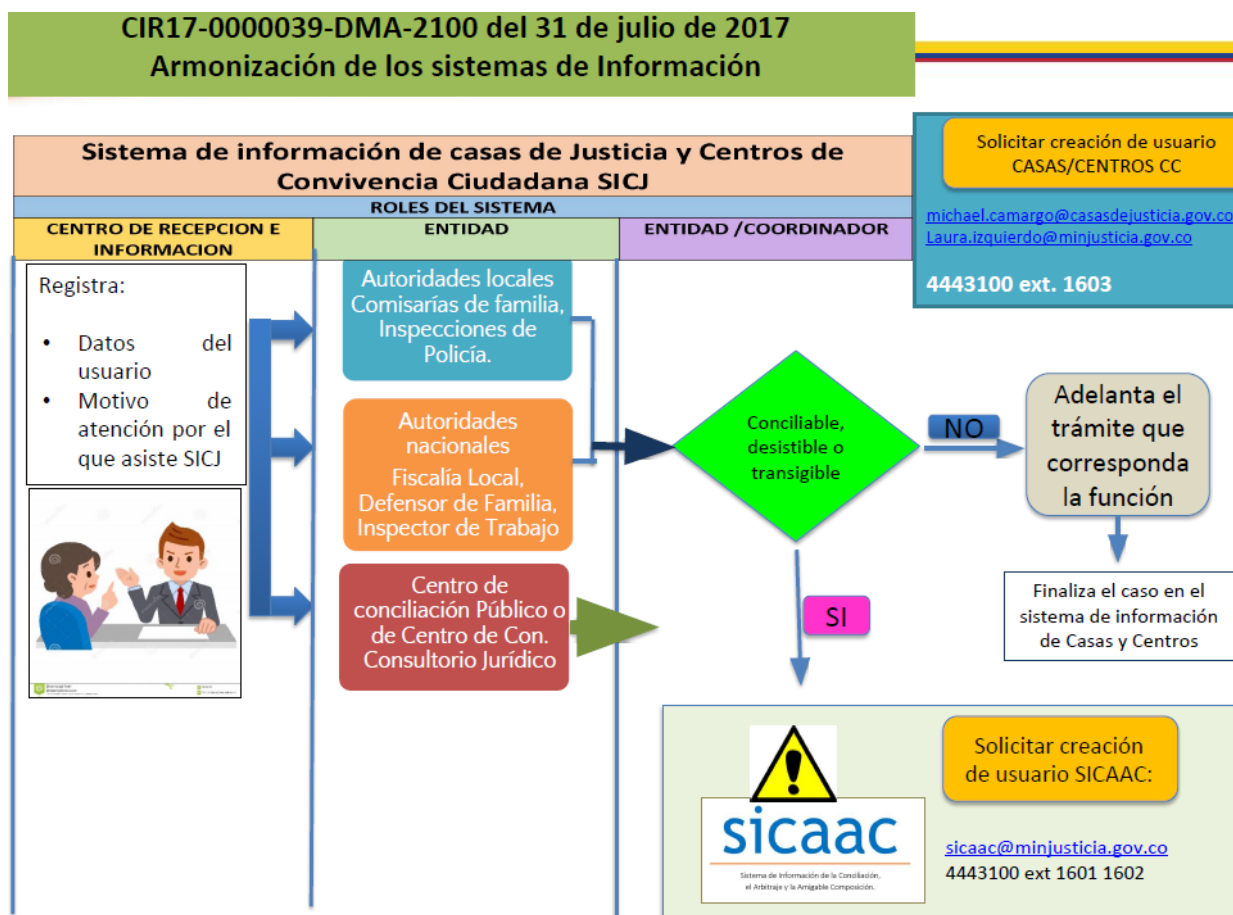 CIR17-0000039-DMA-2100 del 31 de julio de 2017
Armonización de los sistemas de Información
Sistema de información de casas de Justicia y Centros de
Convivencia Ciudadana SICJ
ROLES DEL SISTEMA
CENTRO DE RECEPCION E
INFORMACION
ENTIDAD
ENTIDAD /COORDINADOR
Solicitar creación de usuario
CASAS/CENTROS CC
michael.camargo@casasdejusticia.gov.co
Laura.izquierdo@minjusticia.gov.co
4443100 ext. 1603
Registra:
• Datos del
usuario
• Motivo de
atención por el
que asiste SICJ
Autoridades locales
Comisarías de familia,
Inspecciones de
Policía.
Autoridades
nacionales
Fiscalía Local,
Defensor de Familia,
Inspector de Trabajo
Centro de
conciliación Público o
de Centro de Con.
Consultorio Jurídico
Conciliable,
desistible o
transigible
NO
Adelanta el
trámite que
corresponda
la función
SI
Finaliza el caso en el
sistema de información
de Casas y Centros
sicaac
Sistema de Información de la Conciliación,
el Arbitraje y la Amigable Composición.
Solicitar creación
de usuario SICAAC:
sicaac@minjusticia.gov.co
4443100 ext 1601 1602